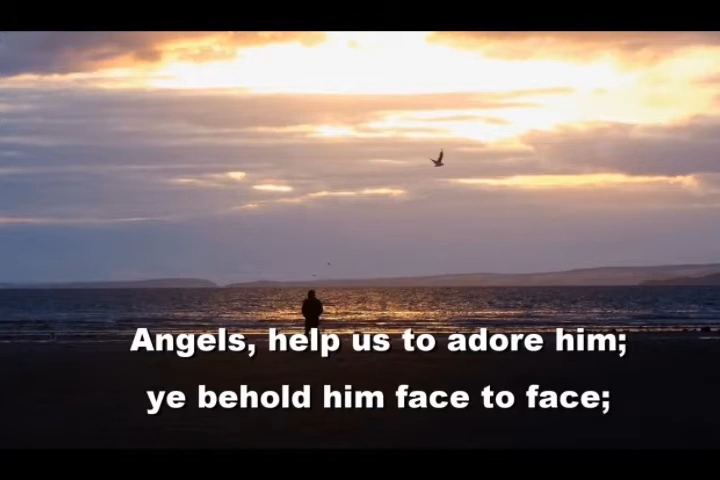 Angels, help us to adore him;
ye behold him face to face;